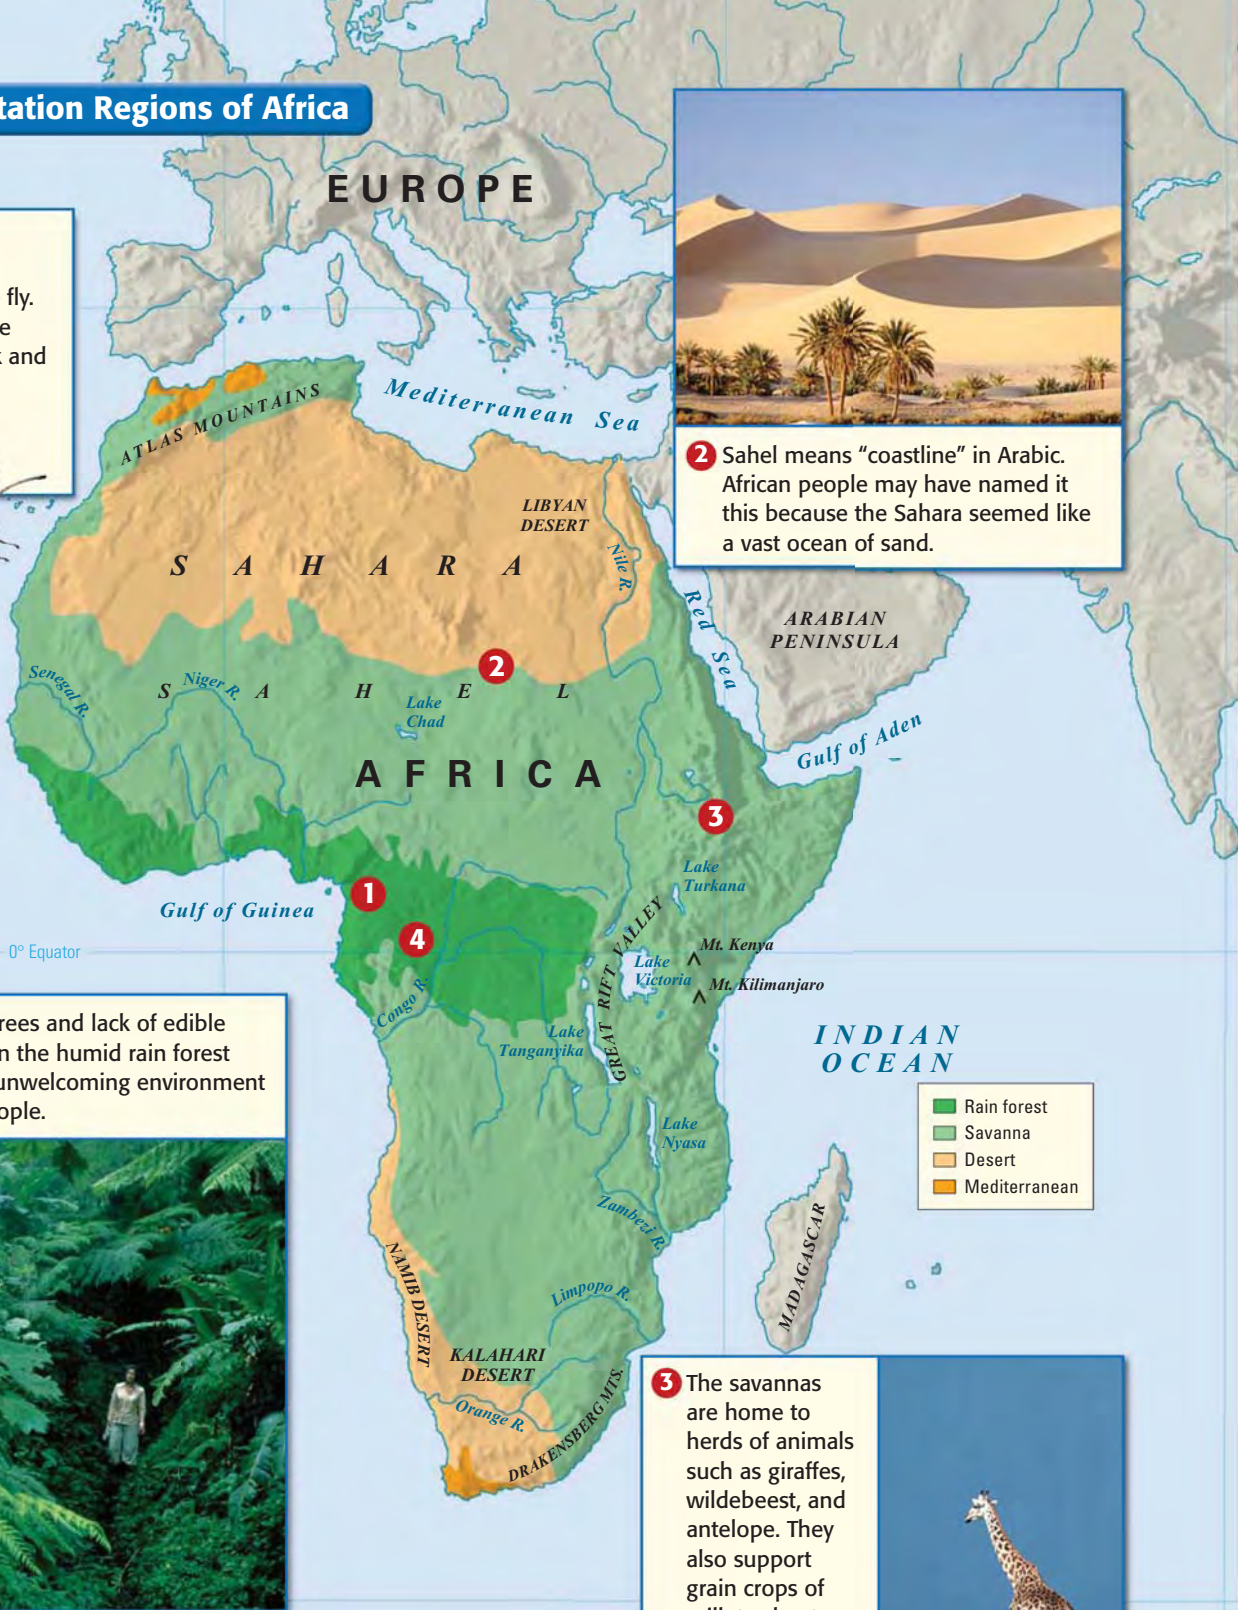 tation Regions of Africa
EUROPE
fly.
e
and
ATLAS MOUNTAINS
Mediterranean Sea
2 Sahel means “coastline” in Arabic.
African people may have named it
this because the Sahara seemed like
a vast ocean of sand.
LIBYAN
DESERT
SAHARA
Nile R.
Red Sea
ARABIAN
PENINSULA
2
Senegal R.
Niger R.
SAHEL
Lake
Chad
Gulf of Aden
AFRICA
3
Lake
Turkana
1
Gulf of Guinea
4
0° Equator
GREAT RIFT VALLEY
Mt. Kenya
Lake
Victoria
Mt. Kilimanjaro
Congo R.
rees and lack of edible
n the humid rain forest
unwelcoming environment
ople.
Lake
Tanganyika
INDIAN
OCEAN
Rain forest
Savanna
Desert
Mediterranean
Lake
Nyasa
Zambezi R.
MADAGASCAR
NAMIB DESERT
Limpopo R.
KALAHARI
DESERT
Orange R.
DRAKENSBERG MTS.
3 The savannas
are home to
herds of animals
such as giraffes,
wildebeest, and
antelope. They
also support
grain crops of